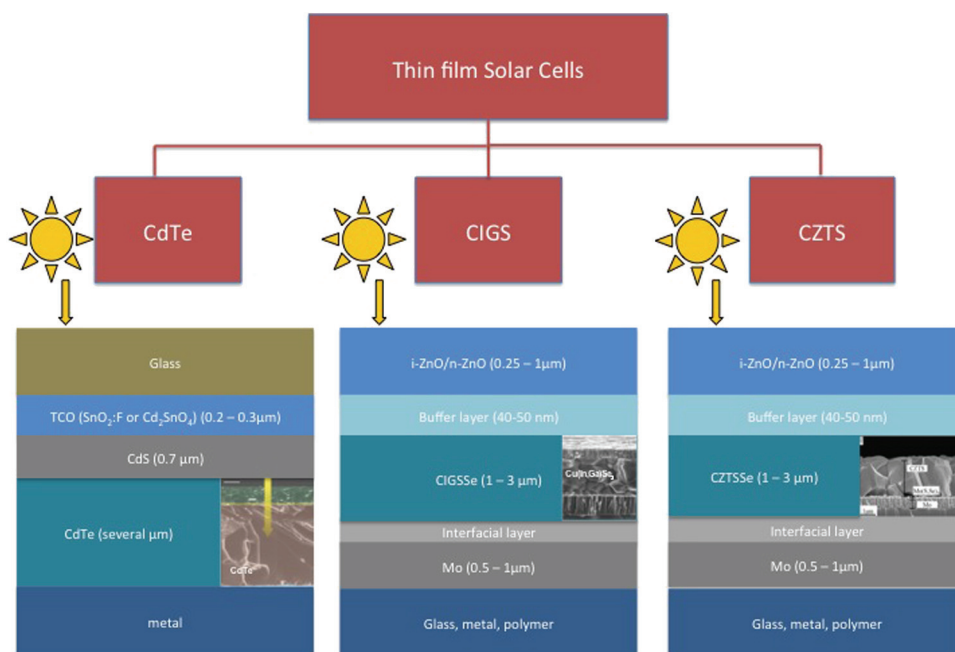 Thin film Solar Cells
CdTe
CIGS
CZTS
Glass
TCO (SnO₂:F or Cd₂SnO₄) (0.2 – 0.3μm)
CdS (0.7 μm)
CdTe (several μm)
CdTe
metal
i-ZnO/n-ZnO (0.25 – 1μm)
Buffer layer (40-50 nm)
CIGSSe (1 – 3 μm)
Cu(In,Ga)Se₂
Interfacial layer
Mo (0.5 – 1μm)
Glass, metal, polymer
i-ZnO/n-ZnO (0.25 – 1μm)
Buffer layer (40-50 nm)
CZTSSe (1 – 3 μm)
CZTS
Mo
Interfacial layer
Mo (0.5 – 1μm)
Glass, metal, polymer